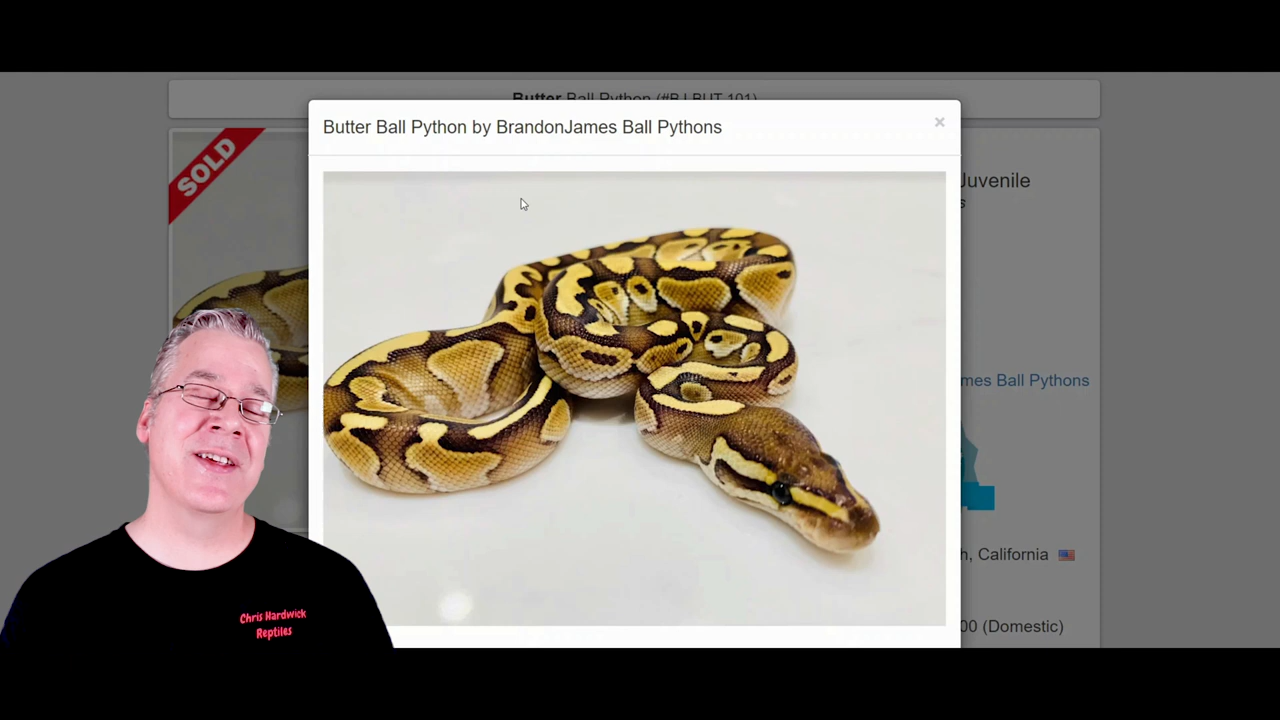 Butter Ball Python (#BJ BUT 101)
Butter Ball Python by BrandonJames Ball Pythons
×
SOLD
Juvenile
mes Ball Pythons
h, California
00 (Domestic)
Chris Hardwick
Reptiles